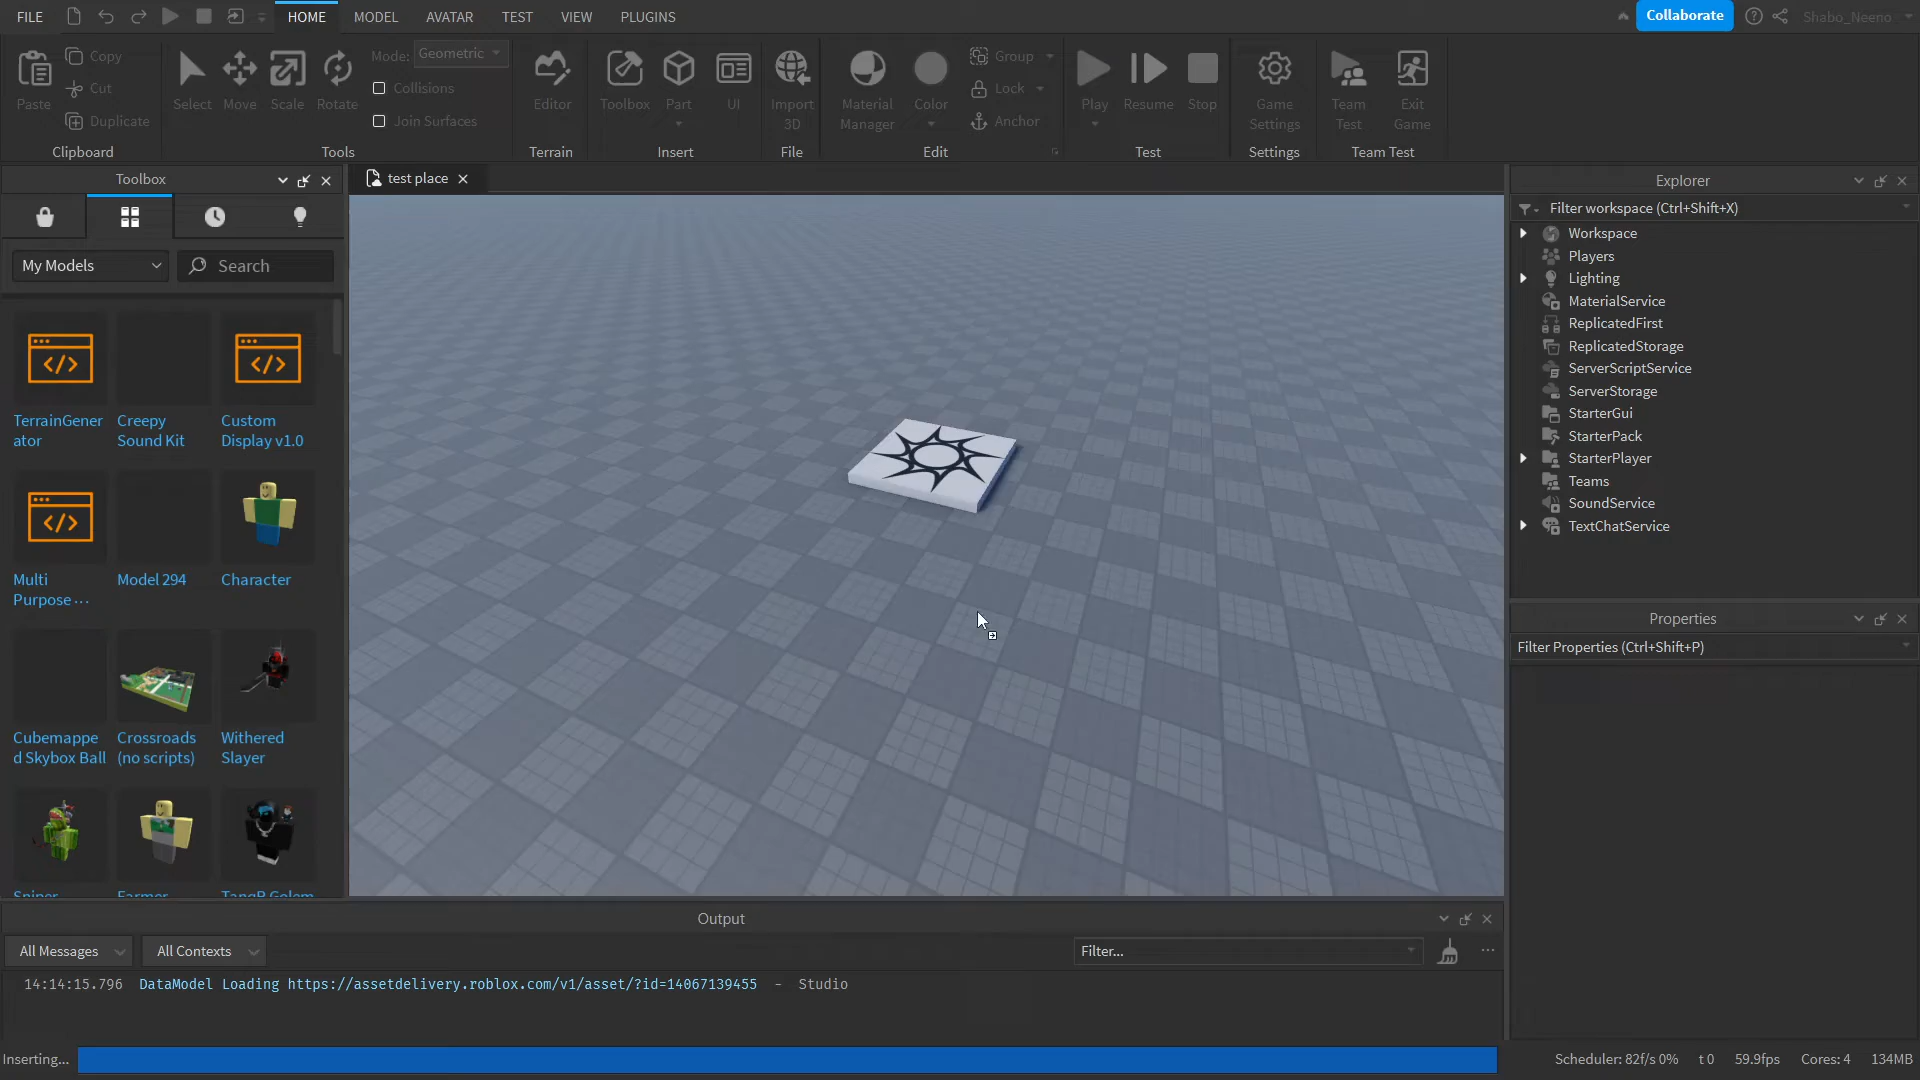 FILE
HOME
MODEL
AVATAR
TEST
VIEW
PLUGINS
Collaborate
Shabo_Neeno
Paste
Copy
Cut
Duplicate
Clipboard
Select
Move
Scale
Rotate
Mode: Geometric
Collisions
Join Surfaces
Tools
Editor
Terrain
Toolbox
Part
UI
Insert
Import
3D
File
Material
Manager
Color
Group
Lock
Anchor
Edit
Play
Resume
Stop
Test
Game
Settings
Settings
Team
Test
Exit
Game
Team Test
Toolbox
My Models
Search
TerrainGener
ator
Creepy
Sound Kit
Custom
Display v1.0
Multi
Purpose ···
Model 294
Character
Cubemappe
d Skybox Ball
Crossroads
(no scripts)
Withered
Slayer
Sniper
Farmer
TangR Golem
test place
Explorer
Filter workspace (Ctrl+Shift+X)
Workspace
Players
Lighting
MaterialService
ReplicatedFirst
ReplicatedStorage
ServerScriptService
ServerStorage
StarterGui
StarterPack
StarterPlayer
Teams
SoundService
TextChatService
Properties
Filter Properties (Ctrl+Shift+P)
Output
All Messages
All Contexts
Filter...
14:14:15.796 DataModel Loading https://assetdelivery.roblox.com/v1/asset/?id=14067139455 - Studio
Inserting...
Scheduler: 82f/s 0%
t 0
59.9fps
Cores: 4
134MB